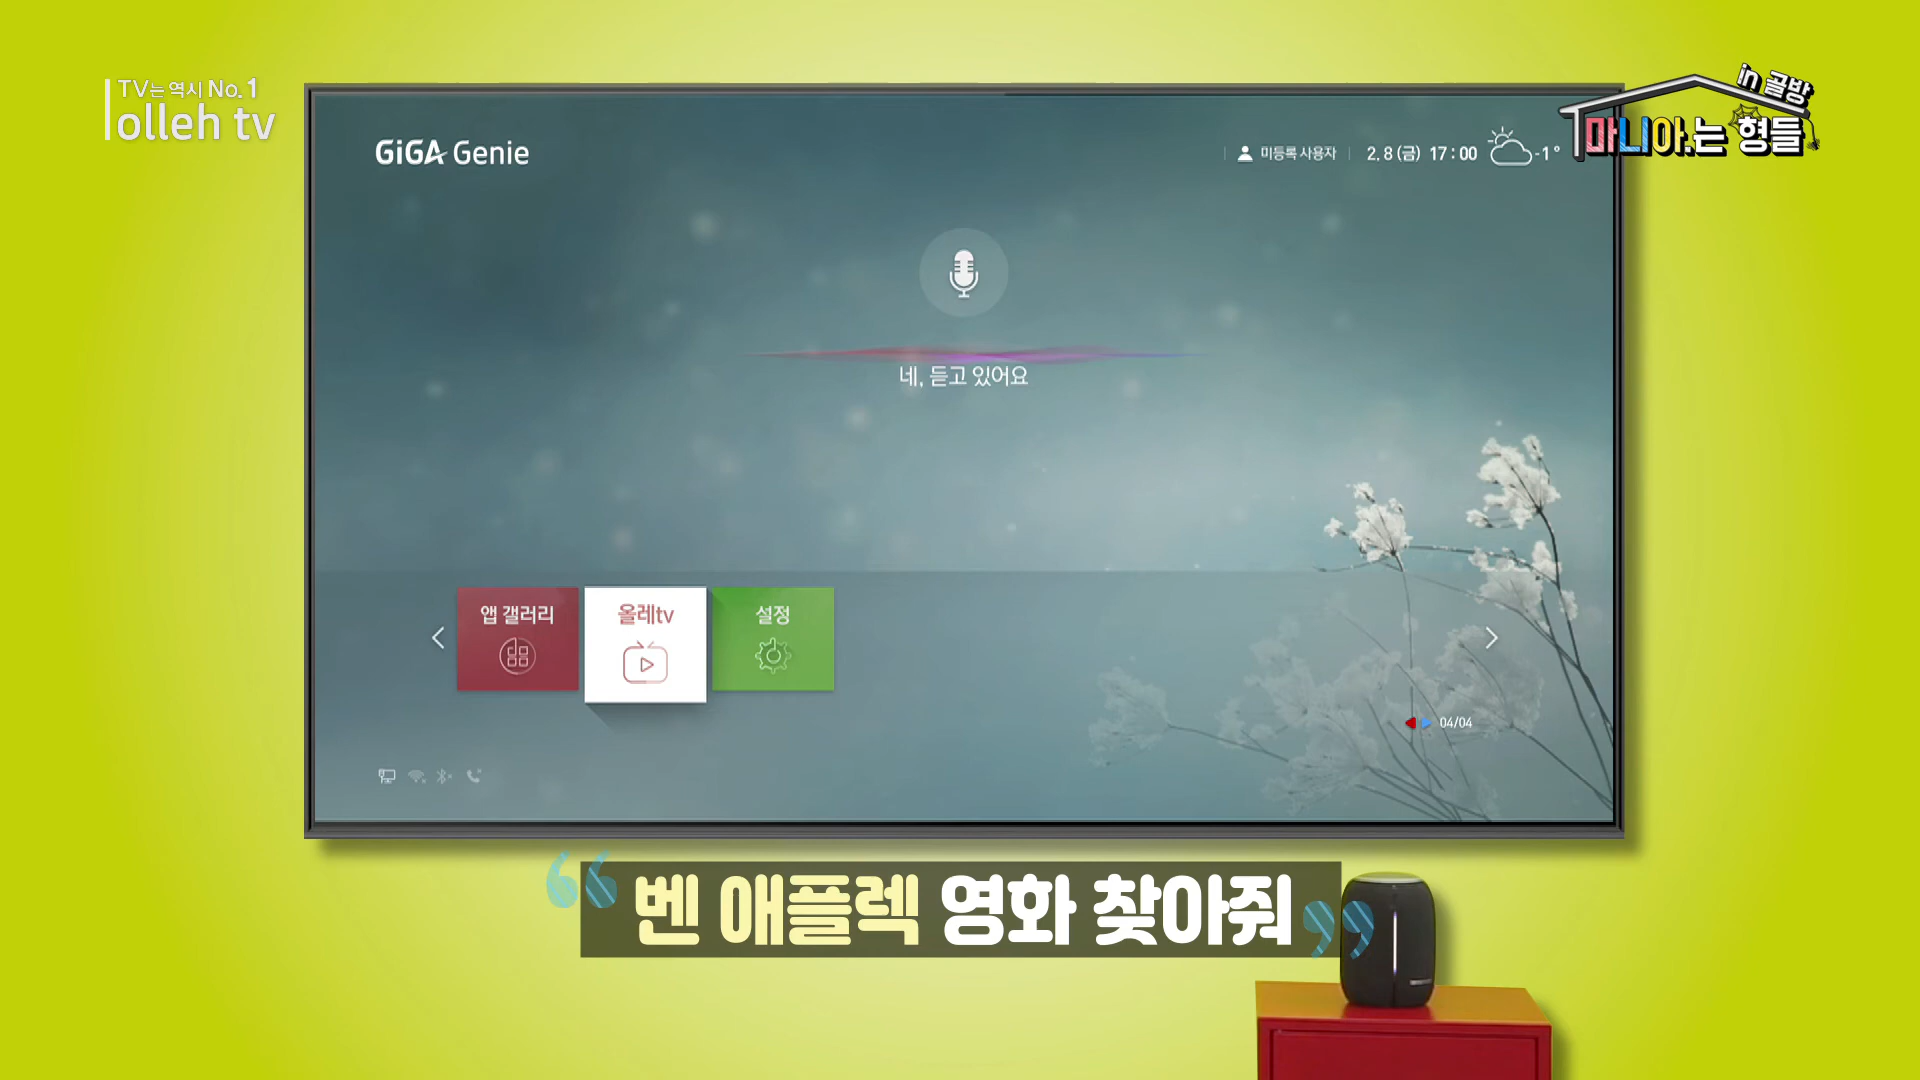 TV는 역시 No.1
olleh tv
in 골방
마니아.는 형들
GiGA Genie
미등록 사용자
2. 8 (금) 17 : 00
-1°
네, 듣고 있어요
앱 갤러리
올레tv
설정
04/04
“벤 애플렉 영화 찾아줘”